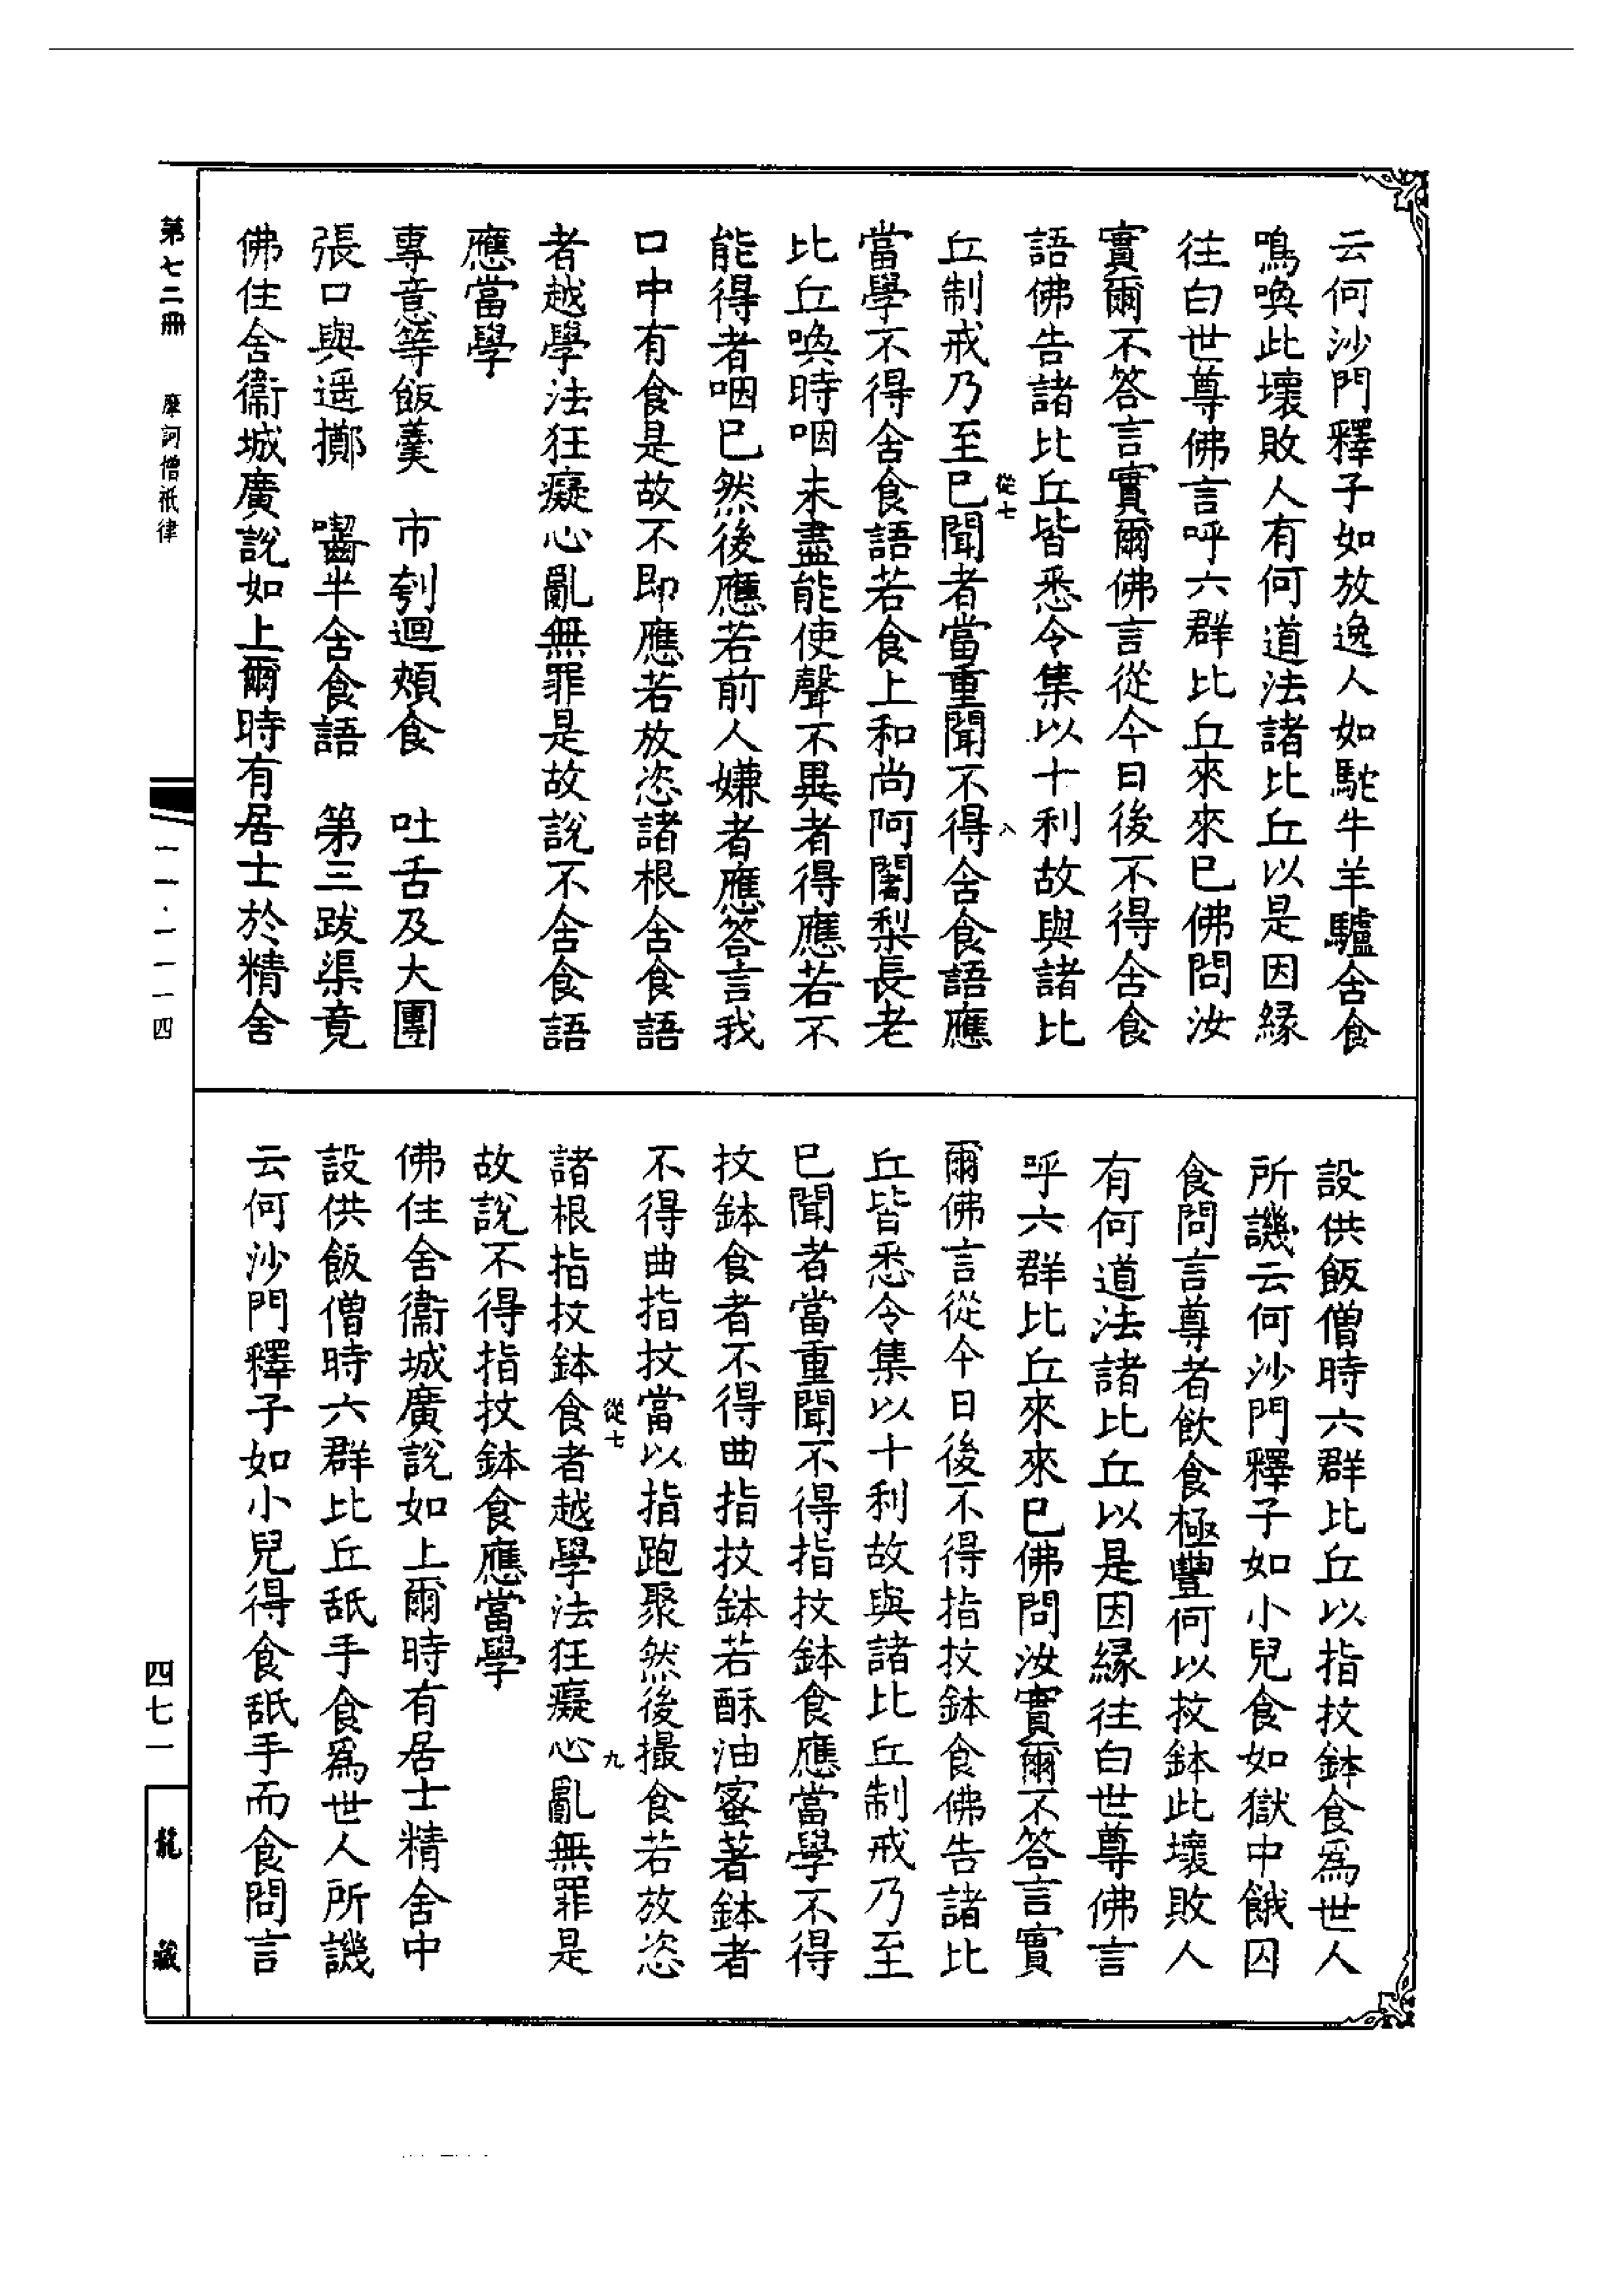 云何沙門釋子如放逸人如駝牛羊驢含食
鳴喚此壞敗人有何道法諸比丘以是因緣
往白世尊佛言呼六群比丘來來已佛問汝
實爾不答言實爾佛言從今日後不得含食
語佛告諸比丘皆悉令集以十利故與諸比
從七
八
丘制戒乃至已聞者當重聞不得含食語應
當學不得含食語若食上和尚阿闍梨長老
比丘喚時咽未盡能使聲不異者得應若不
能得者咽已然後應若前人嫌者應答言我
口中有食是故不即應若放恣諸根含食語
者越學法狂癡心亂無罪是故說不含食語
應當學
專意等飯羹 市刳迴頰食 吐舌及大團
張口與遥擲 嚙半含食語 第三跋渠竟
佛住舍衞城廣說如上爾時有居士於精舍
設供飯僧時六群比丘以指抆鉢食爲世人
所譏云何沙門釋子如小兒食如獄中餓囚
食問言尊者飲食極豐何以抆鉢此壞敗人
有何道法諸比丘以是因緣往白世尊佛言
呼六群比丘來來已佛問汝實爾不答言實
爾佛言從今日後不得指抆鉢食佛告諸比
丘皆悉令集以十利故與諸比丘制戒乃至
已聞者當重聞不得指抆鉢食應當學不得
抆鉢食者不得曲指抆鉢若酥油蜜著鉢者
不得曲指抆當以指跑聚然後撮食若放恣
從七
九
諸根指抆鉢食者越學法狂癡心亂無罪是
故說不得指抆鉢食應當學
佛住舍衞城廣說如上爾時有居士精舍中
設供飯僧時六群比丘舐手食爲世人所譏
云何沙門釋子如小兒得食舐手而食問言
第七二冊 摩訶僧祇律
一一一・一一一四
四七一
龍藏